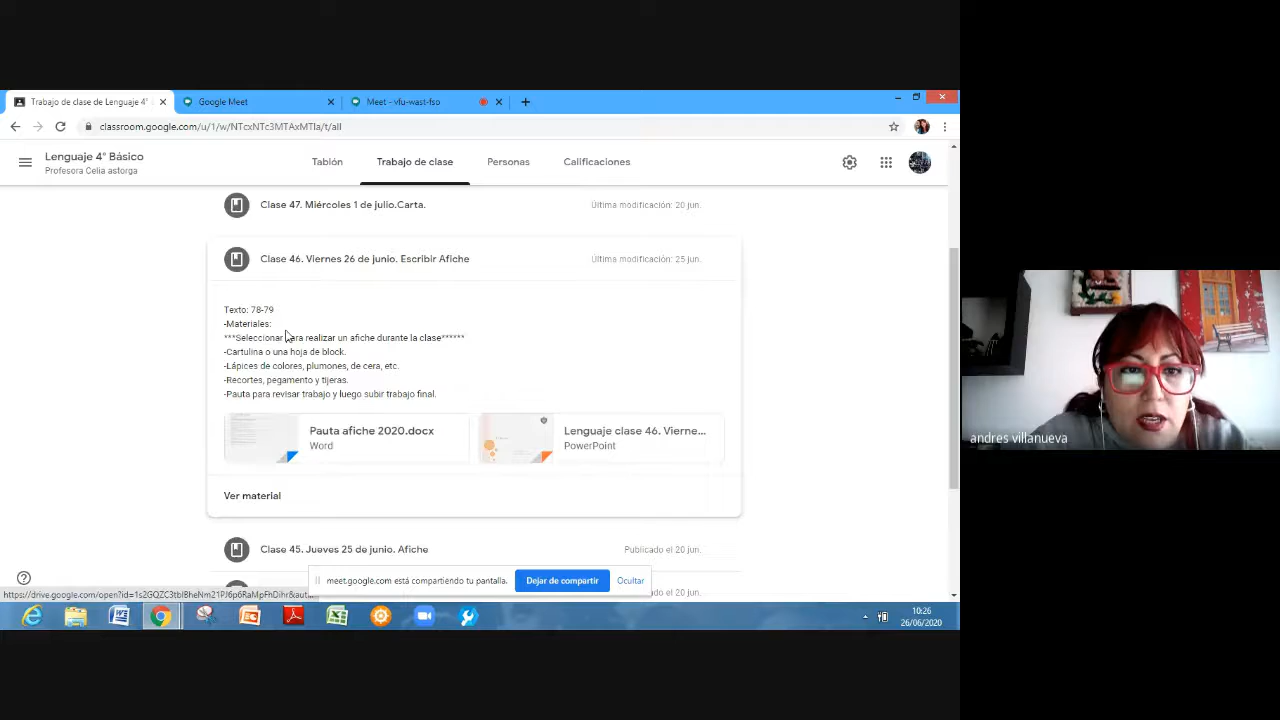 Trabajo de clase de Lenguaje 4°
Google Meet
Meet - vfu-wast-fso
classroom.google.com/u/1/w/NTcxNTc3MTAxMTla/t/all
Lenguaje 4° Básico
Profesora Celia astorga
Tablón
Trabajo de clase
Personas
Calificaciones
Clase 47. Miércoles 1 de julio.Carta.
Última modificación: 20 jun.
Clase 46. Viernes 26 de junio. Escribir Afiche
Última modificación: 25 jun.
Texto: 78-79
-Materiales:
***Seleccionar para realizar un afiche durante la clase******
-Cartulina o una hoja de block.
-Lápices de colores, plumones, de cera, etc.
-Recortes, pegamento y tijeras.
-Pauta para revisar trabajo y luego subir trabajo final.
Pauta afiche 2020.docx
Word
Lenguaje clase 46. Vierne...
PowerPoint
Ver material
Clase 45. Jueves 25 de junio. Afiche
Publicado el 20 jun.
meet.google.com está compartiendo tu pantalla.
Dejar de compartir
Ocultar
do el 20 jun.
10:26
26/06/2020
andres villanueva